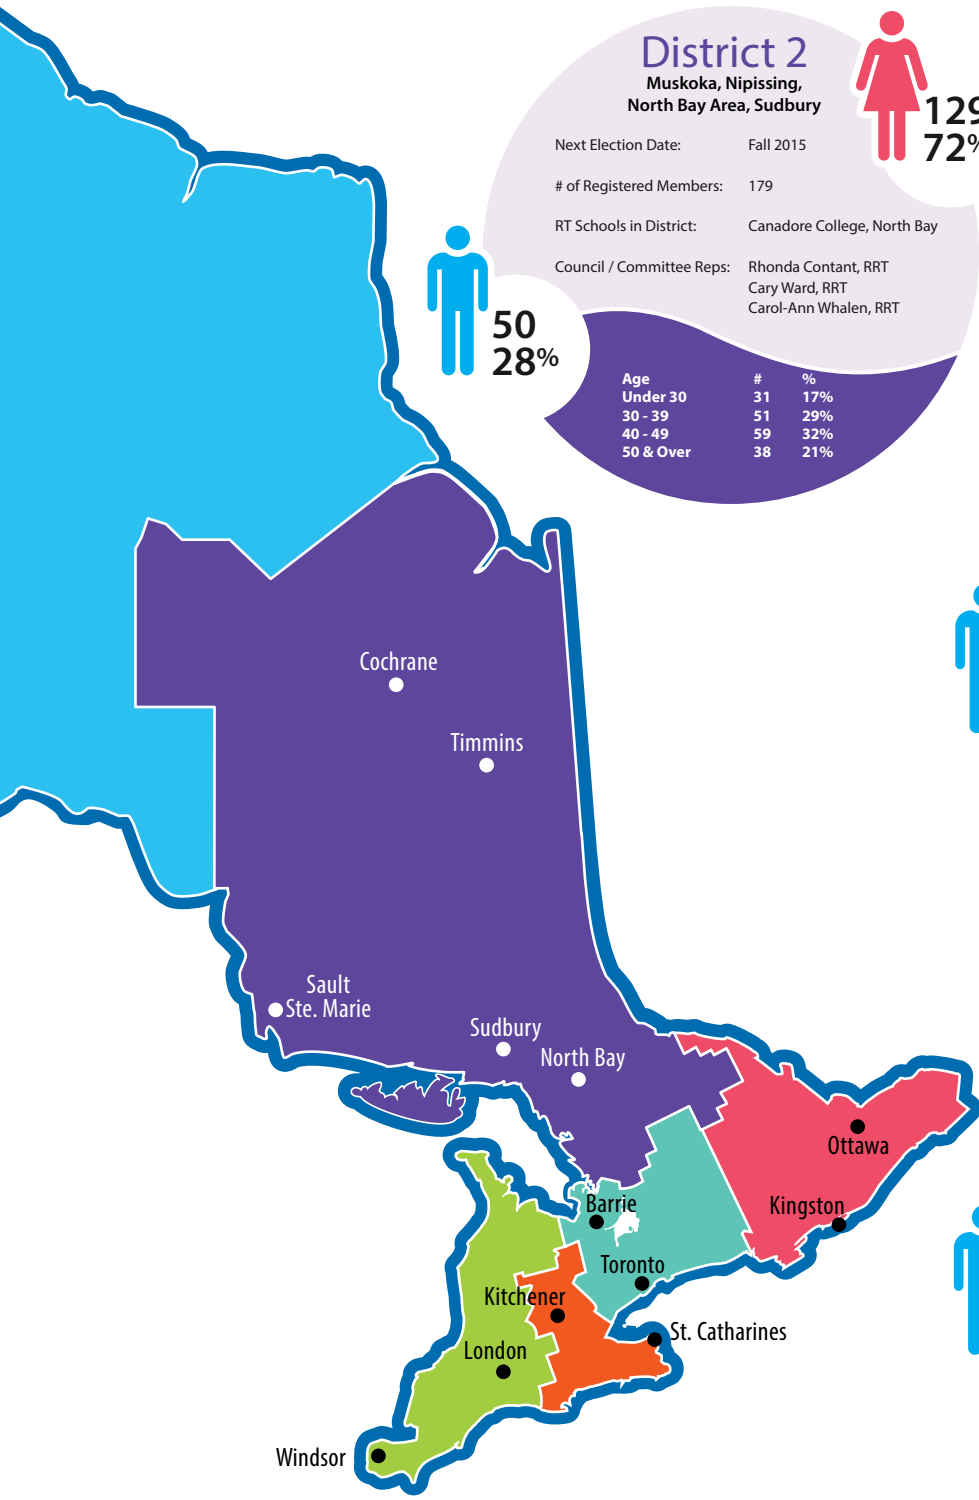 District 2
Muskoka, Nipissing,
North Bay Area, Sudbury
129
72%
Next Election Date: Fall 2015
# of Registered Members: 179
RT Schools in District: Canadore College, North Bay
Council / Committee Reps: Rhonda Contant, RRT
Cary Ward, RRT
Carol-Ann Whalen, RRT
50
28%
Age # %
Under 30 31 17%
30 - 39 51 29%
40 - 49 59 32%
50 & Over 38 21%
Cochrane
Timmins
Sault
Ste. Marie
Sudbury
North Bay
Ottawa
Barrie
Kingston
Toronto
Kitchener
St. Catharines
London
Windsor